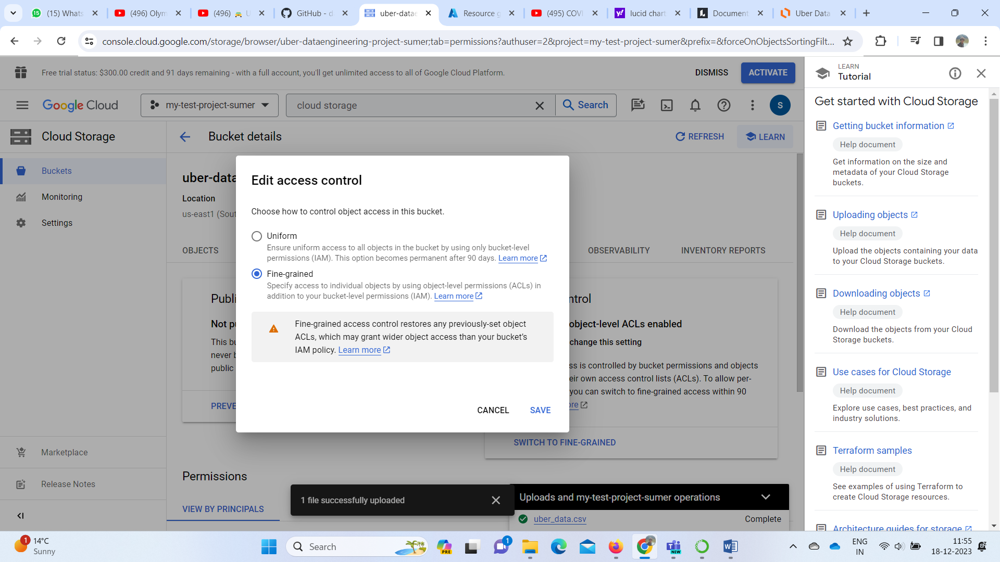 (15) Whats
(496) Olym
(496) 🚕 U
GitHub - d
uber-datae
Resource g
(495) COVI
lucid chart
Document
Uber Data
console.cloud.google.com/storage/browser/uber-dataengineering-project-sumer;tab=permissions?authuser=2&project=my-test-project-sumer&prefix=&forceOnObjectsSortingFilt...
Free trial status: $300.00 credit and 91 days remaining - with a full account, you'll get unlimited access to all of Google Cloud Platform.
DISMISS
ACTIVATE
Google Cloud
my-test-project-sumer
cloud storage
Search
S
Cloud Storage
Bucket details
REFRESH
LEARN
Buckets
Monitoring
Settings
Marketplace
Release Notes
uber-data
Location
us-east1 (Sout
OBJECTS
OBSERVABILITY
INVENTORY REPORTS
Publi
Not pu
This bu
never b
public
PREVE
Edit access control
Choose how to control object access in this bucket.
Uniform
Ensure uniform access to all objects in the bucket by using only bucket-level
permissions (IAM). This option becomes permanent after 90 days. Learn more
Fine-grained
Specify access to individual objects by using object-level permissions (ACLs) in
addition to your bucket-level permissions (IAM). Learn more
Fine-grained access control restores any previously-set object
ACLs, which may grant wider object access than your bucket's
IAM policy. Learn more
CANCEL
SAVE
ntrol
object-level ACLs enabled
change this setting
ss is controlled by bucket permissions and objects
eir own access control lists (ACLs). To allow per-
you can switch to fine-grained access within 90
ore
SWITCH TO FINE-GRAINED
Permissions
VIEW BY PRINCIPALS
1 file successfully uploaded
Uploads and my-test-project-sumer operations
uber_data.csv
Complete
LEARN
Tutorial
Get started with Cloud Storage
Getting bucket information
Help document
Get information on the size and
metadata of your Cloud Storage
buckets.
Uploading objects
Help document
Upload the objects containing your data
to your Cloud Storage buckets.
Downloading objects
Help document
Download the objects from your Cloud
Storage buckets.
Use cases for Cloud Storage
Help document
Explore use cases, best practices, and
industry solutions.
Terraform samples
Help document
See examples of using Terraform to
create Cloud Storage resources.
Architecture guides for storage
1
14°C
Sunny
Search
PRE
1
NEW
ENG
IN
11:55
18-12-2023